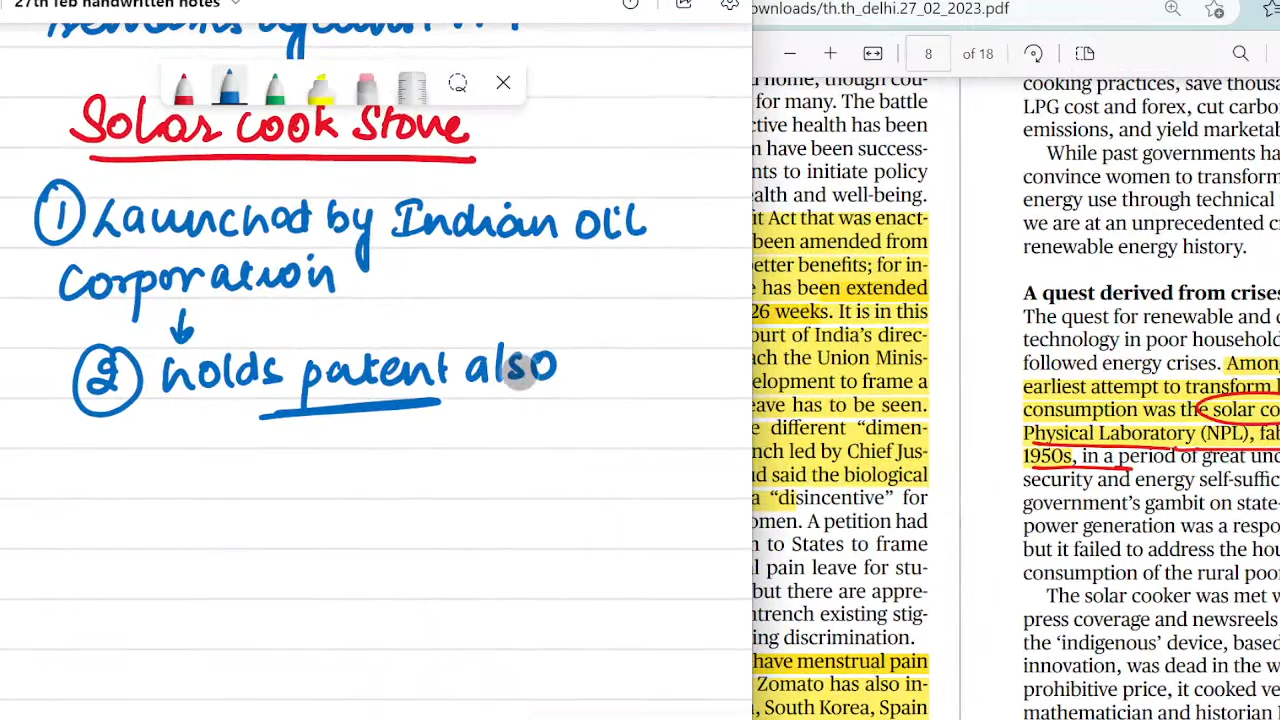 27th feb handwritten notes
Solar Cook Stove
① Launched by Indian Oil
Corporation
② holds patent also
ownloads/th.th_delhi.27_02_2023.pdf
8 of 18
home, though cou-
for many. The battle
ctive health has been
n have been success-
nts to initiate policy
ealth and well-being.
fit Act that was enact-
been amended from
better benefits; for in-
e has been extended
26 weeks. It is in this
ourt of India's direc-
ach the Union Minis-
elopment to frame a
eave has to be seen.
e different “dimen-
nch led by Chief Jus-
ud said the biological
a “disincentive” for
omen. A petition had
n to States to frame
l pain leave for stu-
but there are appre-
ntrench existing stig-
ing discrimination.
have menstrual pain
Zomato has also in-
, South Korea, Spain
cooking practices, save thousa
LPG cost and forex, cut carbo
emissions, and yield marketab
While past governments ha
convince women to transform
energy use through technical
we are at an unprecedented c
renewable energy history.
A quest derived from crises
The quest for renewable and c
technology in poor household
followed energy crises. Among
earliest attempt to transform
consumption was the solar co
Physical Laboratory (NPL), fab
1950s, in a period of great un
security and energy self-suffic
government's gambit on state-
power generation was a respo
but it failed to address the hou
consumption of the rural poor
The solar cooker was met w
press coverage and newsreels
the ‘indigenous’ device, based
innovation, was dead in the w
prohibitive price, it cooked ve
mathematician and historian